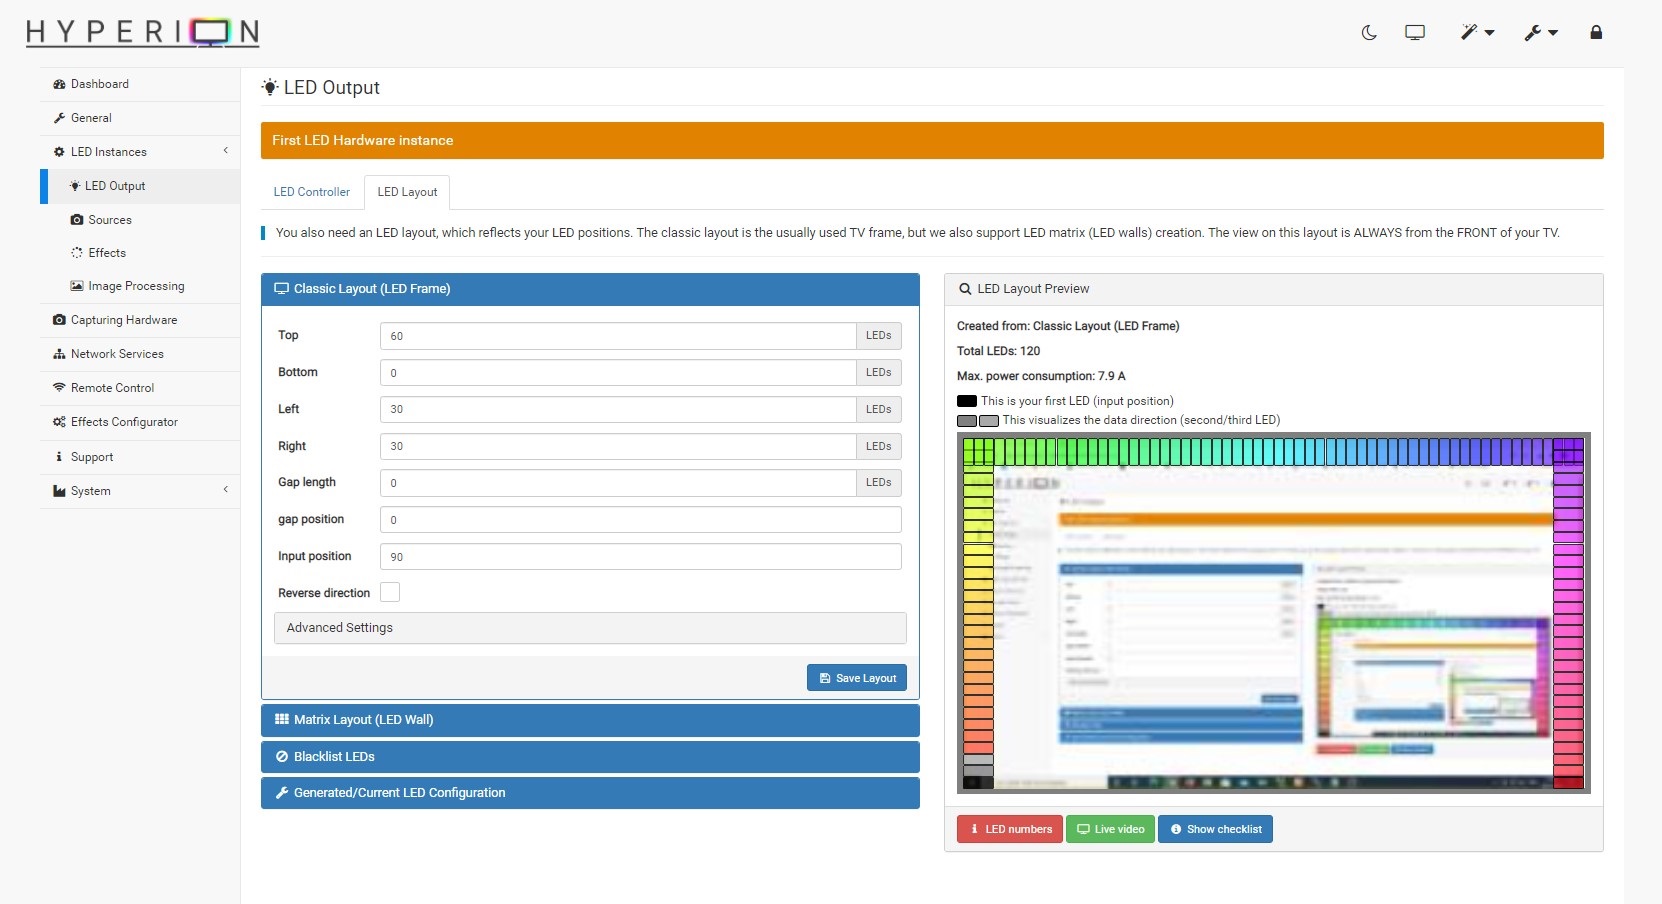 HYPERION
Dashboard
General
LED Instances
LED Output
Sources
Effects
Image Processing
Capturing Hardware
Network Services
Remote Control
Effects Configurator
Support
System
LED Output
First LED Hardware instance
LED Controller
LED Layout
You also need an LED layout, which reflects your LED positions. The classic layout is the usually used TV frame, but we also support LED matrix (LED walls) creation. The view on this layout is ALWAYS from the FRONT of your TV.
Classic Layout (LED Frame)
Top 60 LEDs
Bottom 0 LEDs
Left 30 LEDs
Right 30 LEDs
Gap length 0 LEDs
gap position 0
Input position 90
Reverse direction
Advanced Settings
Save Layout
Matrix Layout (LED Wall)
Blacklist LEDs
Generated/Current LED Configuration
LED Layout Preview
Created from: Classic Layout (LED Frame)
Total LEDs: 120
Max. power consumption: 7.9 A
This is your first LED (input position)
This visualizes the data direction (second/third LED)
HYPERION
LED numbers
Live video
Show checklist